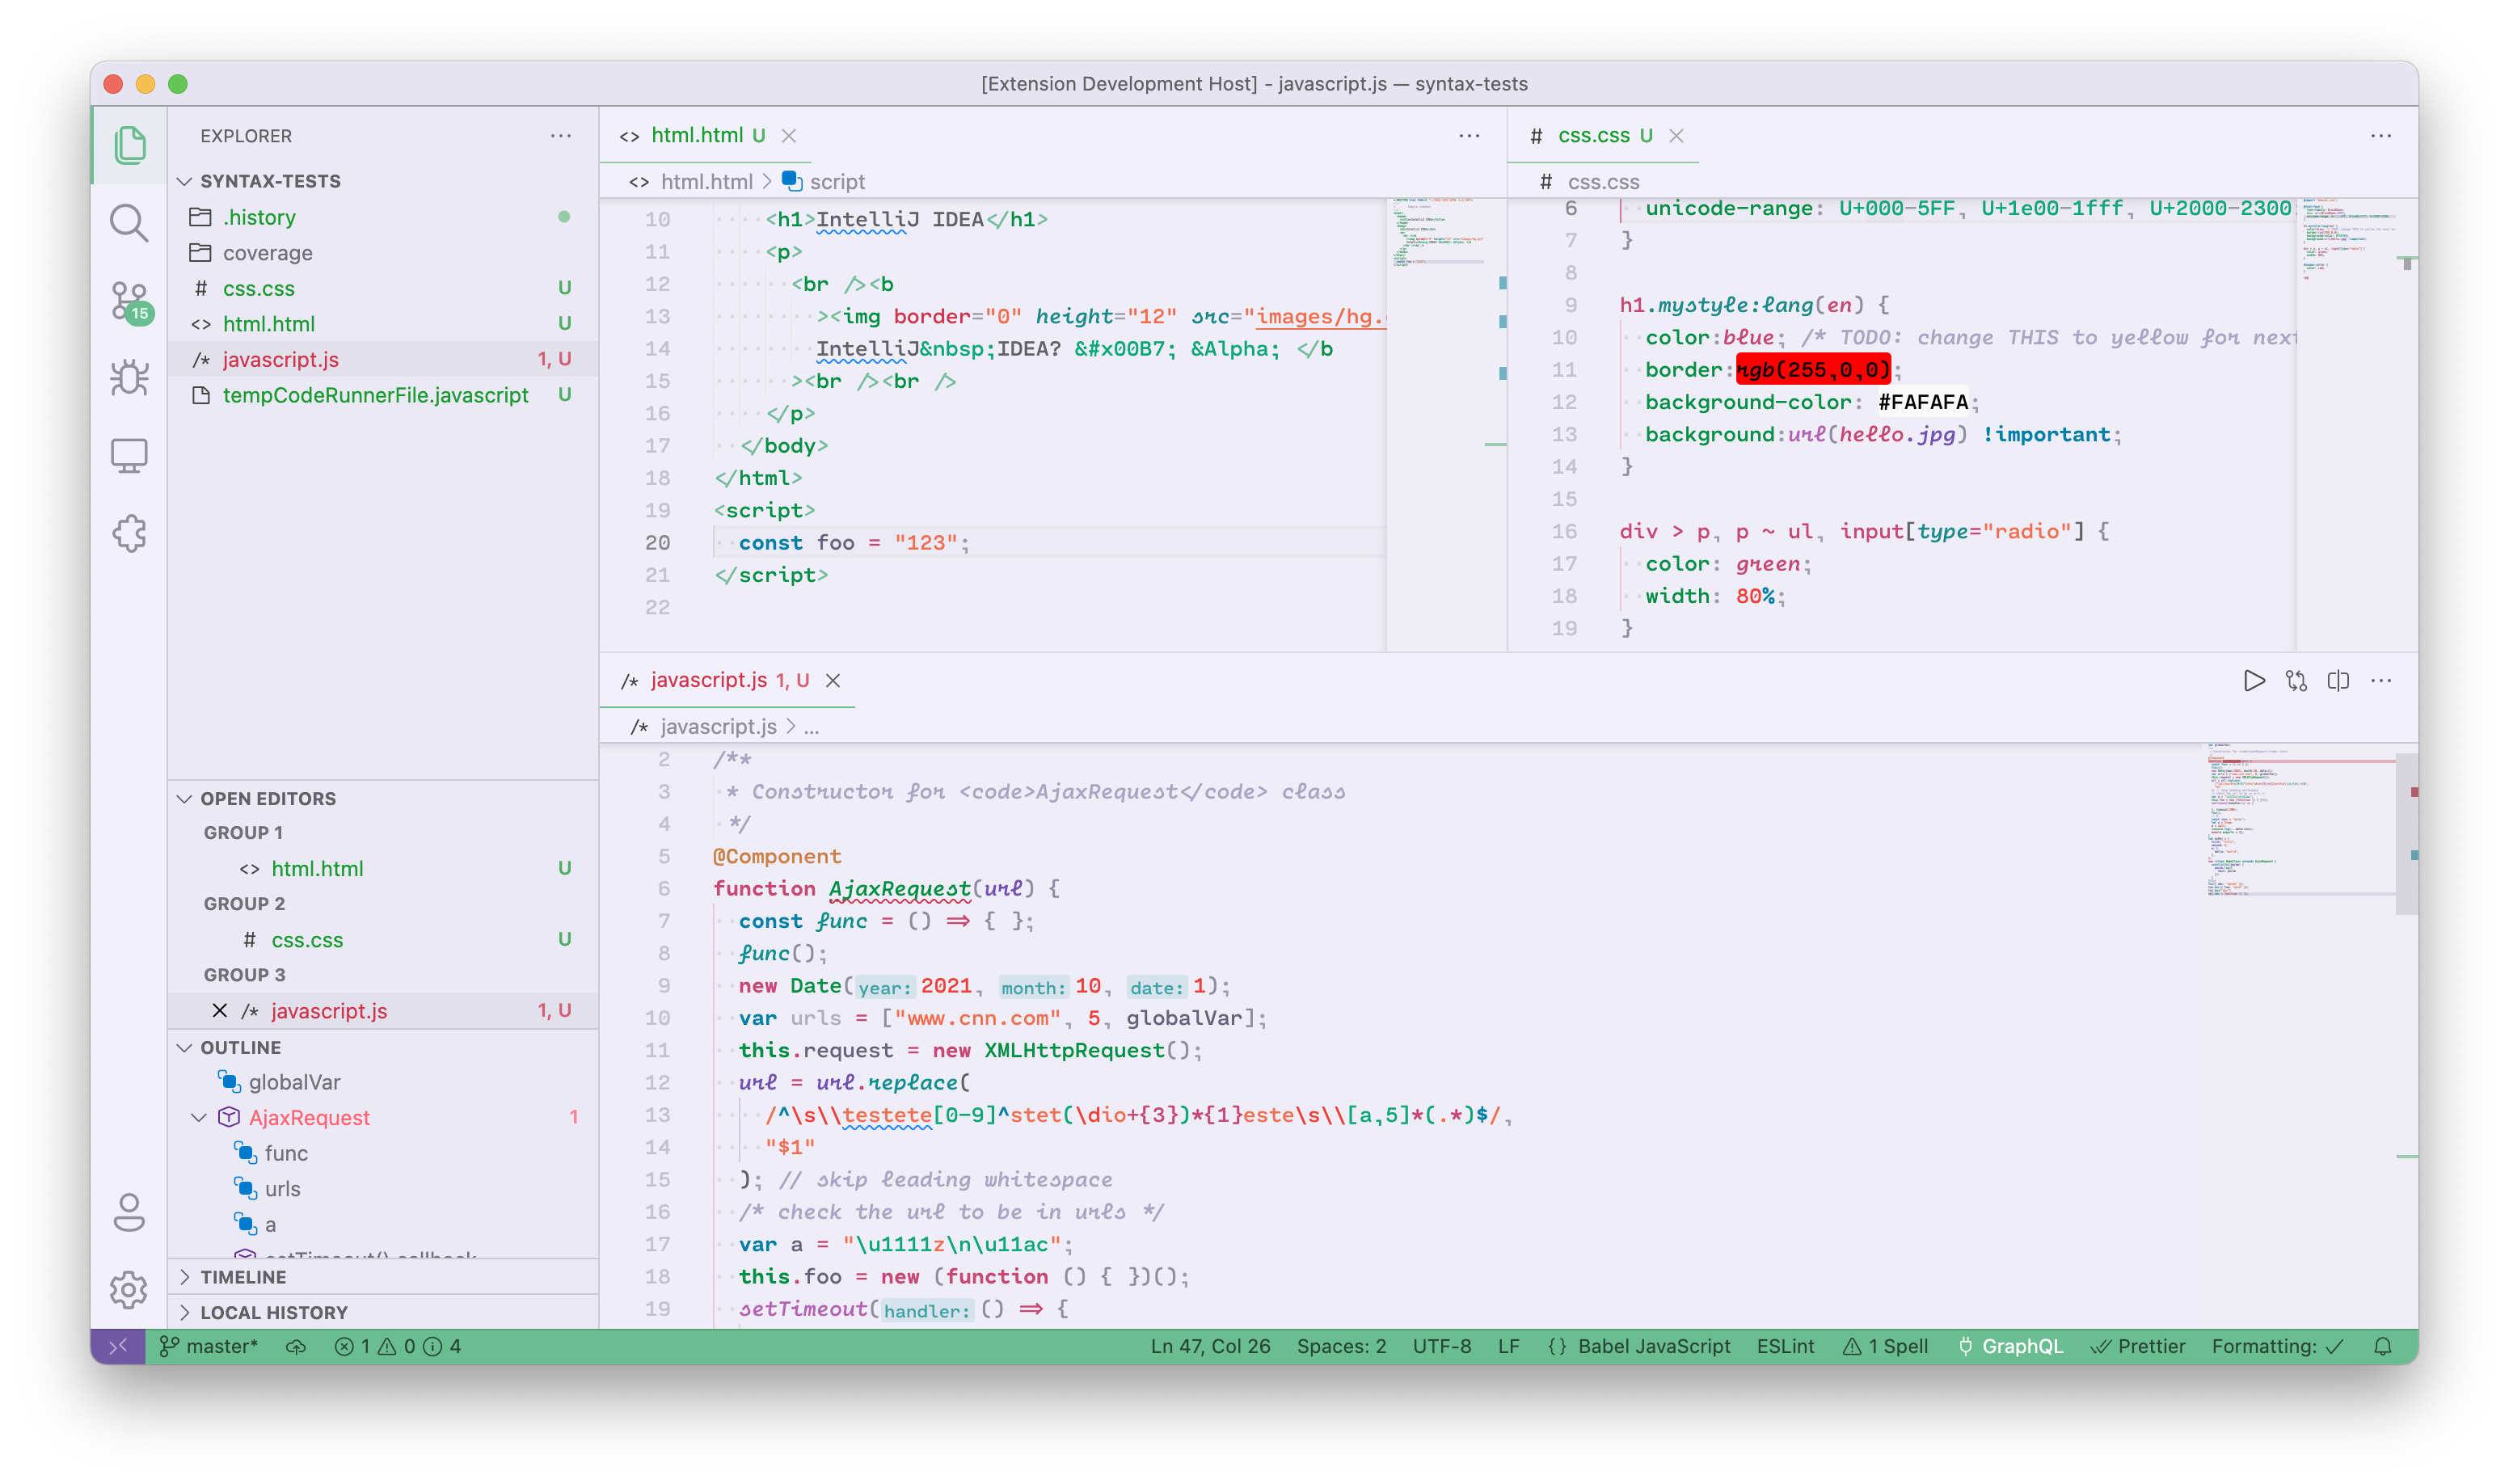 [Extension Development Host] - javascript.js — syntax-tests
EXPLORER
SYNTAX-TESTS
.history
coverage
# css.css U
<> html.html U
/* javascript.js 1, U
tempCodeRunnerFile.javascript U
15
OPEN EDITORS
GROUP 1
<> html.html U
GROUP 2
# css.css U
GROUP 3
/* javascript.js 1, U
OUTLINE
globalVar
AjaxRequest 1
func
urls
a
setTimeout() callback
TIMELINE
LOCAL HISTORY
<> html.html U
<> html.html > script
10 <h1>IntelliJ IDEA</h1>
11 <p>
12 <br /><b
13 ><img border="0" height="12" src="images/hg.
14 IntelliJ&nbsp;IDEA? &#x00B7; &Alpha; </b
15 ><br /><br />
16 </p>
17 </body>
18 </html>
19 <script>
20 const foo = "123";
21 </script>
22
# css.css U
# css.css
6 unicode-range: U+000-5FF, U+1e00-1fff, U+2000-2300
7 }
8
9 h1.mystyle:lang(en) {
10 color:blue; /* TODO: change THIS to yellow for next
11 border:rgb(255,0,0);
12 background-color: #FAFAFA;
13 background:url(hello.jpg) !important;
14 }
15
16 div > p, p ~ ul, input[type="radio"] {
17 color: green;
18 width: 80%;
19 }
/* javascript.js 1, U
/* javascript.js > ...
2 /**
3 * Constructor for <code>AjaxRequest</code> class
4 */
5 @Component
6 function AjaxRequest(url) {
7 const func = () => { };
8 func();
9 new Date(year: 2021, month: 10, date: 1);
10 var urls = ["www.cnn.com", 5, globalVar];
11 this.request = new XMLHttpRequest();
12 url = url.replace(
13 /^\s\\testete[0-9]^stet(\dio+{3})*{1}este\s\\[a,5]*(.*)$/,
14 "$1"
15 ); // skip leading whitespace
16 /* check the url to be in urls */
17 var a = "\u1111z\n\u11ac";
18 this.foo = new (function () { })();
19 setTimeout(handler: () => {
master* 1 0 4 Ln 47, Col 26 Spaces: 2 UTF-8 LF {} Babel JavaScript ESLint 1 Spell GraphQL Prettier Formatting: ✓